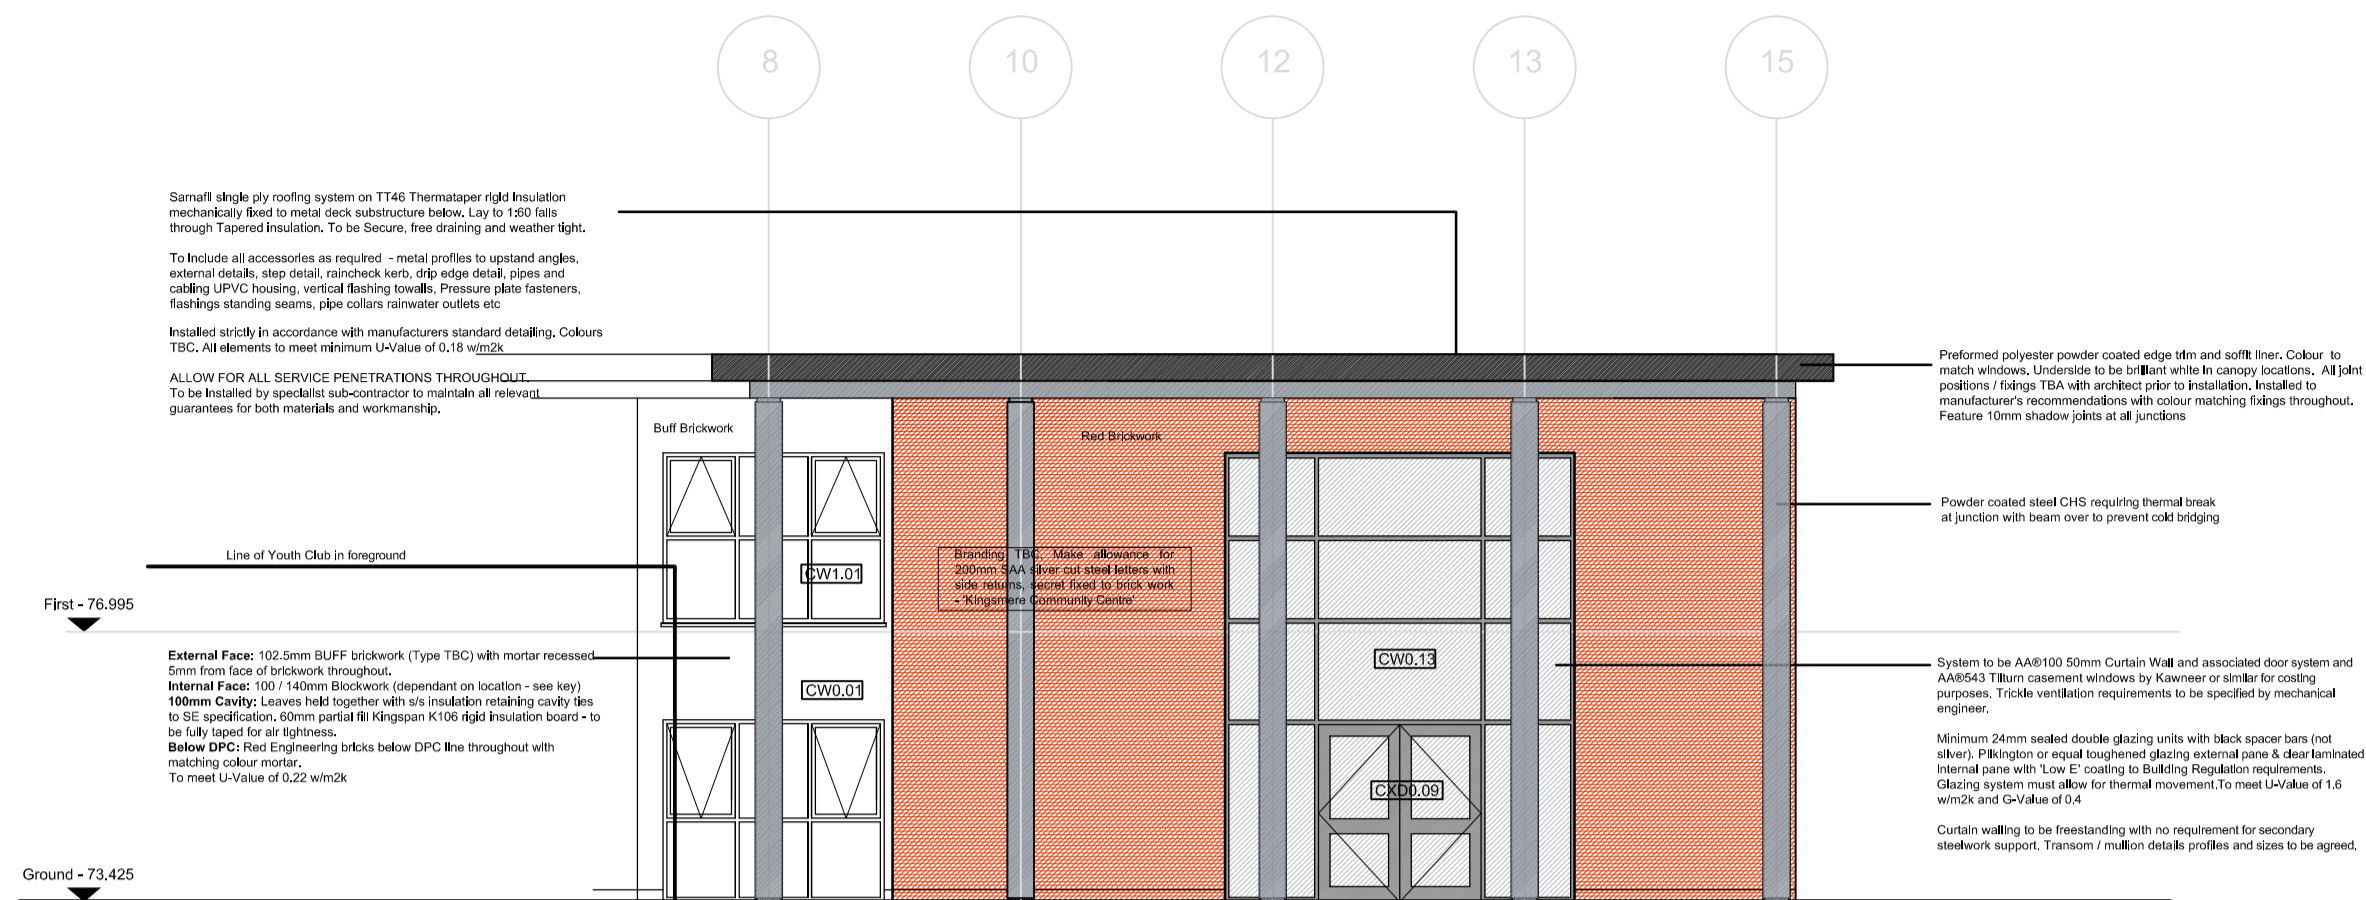 8
10
12
13
15
Sarnafil single ply roofing system on TT46 Thermataper rigid insulation
mechanically fixed to metal deck substructure below. Lay to 1:60 falls
through Tapered insulation. To be Secure, free draining and weather tight.
To Include all accessories as required - metal profiles to upstand angles,
external details, step detail, raincheck kerb, drip edge detail, pipes and
cabling UPVC housing, vertical flashing towalls, Pressure plate fasteners,
flashings standing seams, pipe collars rainwater outlets etc
Installed strictly in accordance with manufacturers standard detailing. Colours
TBC. All elements to meet minimum U-Value of 0.18 w/m2k
ALLOW FOR ALL SERVICE PENETRATIONS THROUGHOUT.
To be Installed by specialist sub-contractor to maintain all relevant
guarantees for both materials and workmanship.
Preformed polyester powder coated edge trim and soffit liner. Colour to
match windows. Underside to be brilliant white in canopy locations. All joint
positions / fixings TBA with architect prior to installation. Installed to
manufacturer's recommendations with colour matching fixings throughout.
Feature 10mm shadow joints at all junctions
Buff Brickwork
Red Brickwork
Powder coated steel CHS requiring thermal break
at junction with beam over to prevent cold bridging
Line of Youth Club in foreground
Branding TBC. Make allowance for
200mm SAA silver cut steel letters with
side returns, secret fixed to brick work
- 'Kingsmere Community Centre'
CW1.01
First - 76.995
External Face: 102.5mm BUFF brickwork (Type TBC) with mortar recessed
5mm from face of brickwork throughout.
Internal Face: 100 / 140mm Blockwork (dependant on location - see key)
100mm Cavity: Leaves held together with s/s insulation retaining cavity ties
to SE specification. 60mm partial fill Kingspan K106 rigid insulation board - to
be fully taped for air tightness.
Below DPC: Red Engineering bricks below DPC line throughout with
matching colour mortar.
To meet U-Value of 0.22 w/m2k
CW0.01
CW0.13
CXD0.09
System to be AA®100 50mm Curtain Wall and associated door system and
AA®543 Tilturn casement windows by Kawneer or similar for costing
purposes. Trickle ventilation requirements to be specified by mechanical
engineer.
Minimum 24mm sealed double glazing units with black spacer bars (not
silver). Pilkington or equal toughened glazing external pane & clear laminated
internal pane with 'Low E' coating to Building Regulation requirements.
Glazing system must allow for thermal movement.To meet U-Value of 1.6
w/m2k and G-Value of 0.4
Curtain walling to be freestanding with no requirement for secondary
steelwork support. Transom / mullion details profiles and sizes to be agreed.
Ground - 73.425